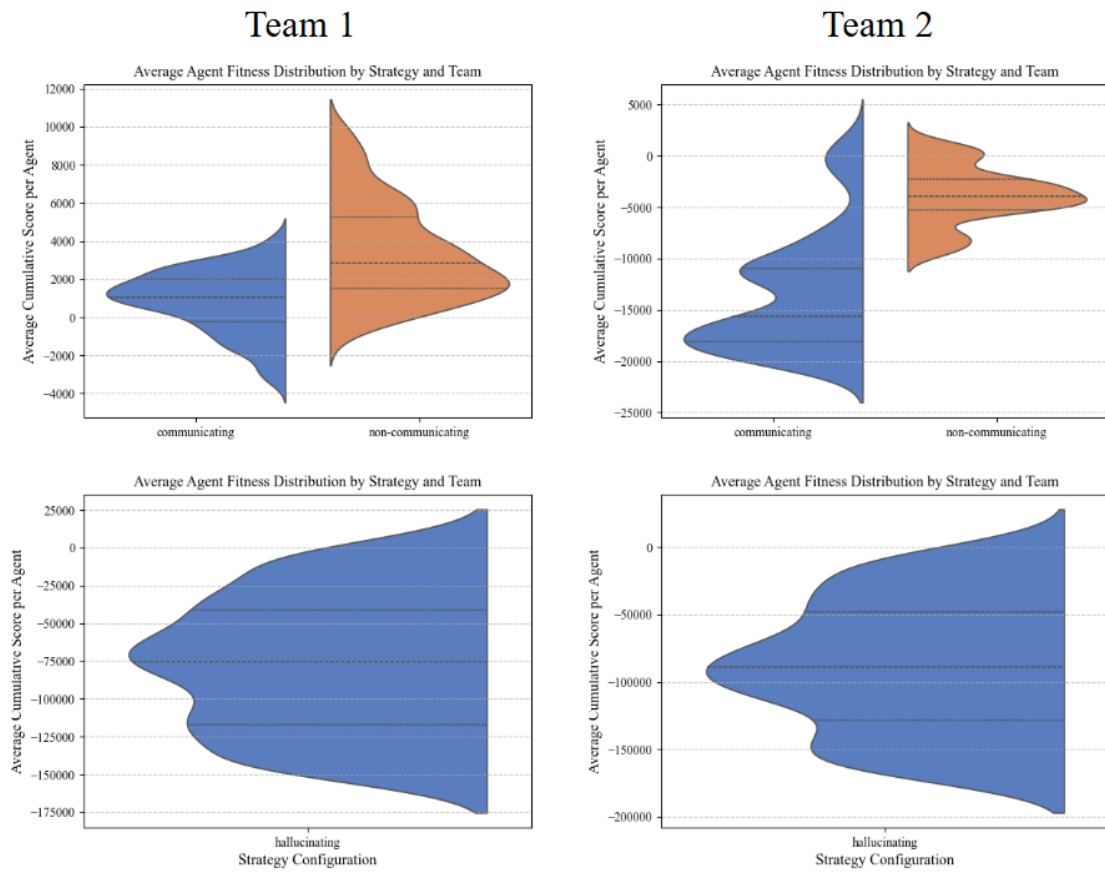 Team 1
Team 2
Average Agent Fitness Distribution by Strategy and Team
Average Cumulative Score per Agent
12000
10000
8000
6000
4000
2000
0
−2000
−4000
communicating
non-communicating
Average Agent Fitness Distribution by Strategy and Team
Average Cumulative Score per Agent
5000
0
−5000
−10000
−15000
−20000
−25000
communicating
non-communicating
Average Agent Fitness Distribution by Strategy and Team
Average Cumulative Score per Agent
25000
0
−25000
−50000
−75000
−100000
−125000
−150000
−175000
hallucinating
Strategy Configuration
Average Agent Fitness Distribution by Strategy and Team
Average Cumulative Score per Agent
0
−50000
−100000
−150000
−200000
hallucinating
Strategy Configuration